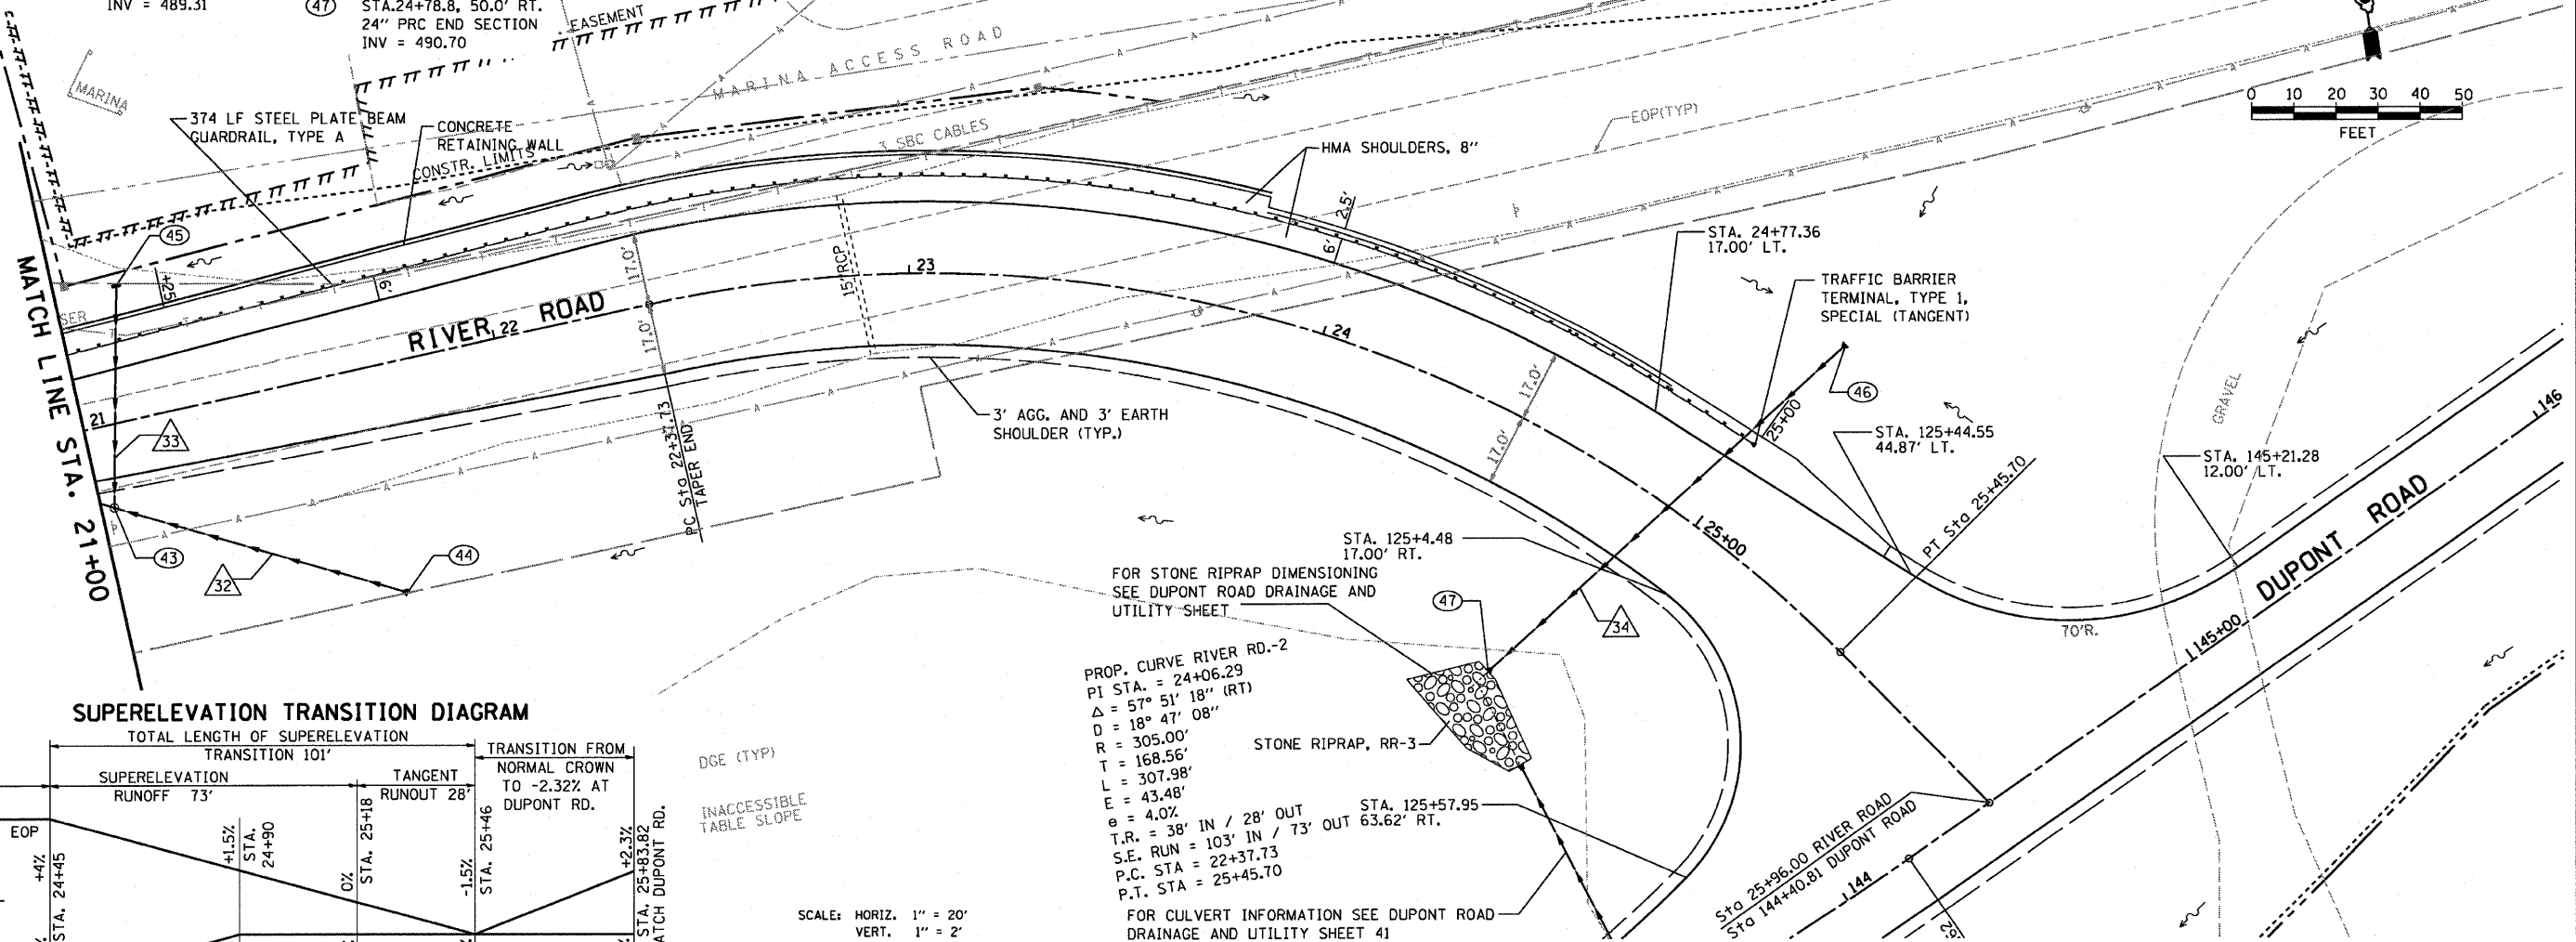 INV = 489.31
47
STA.24+78.8, 50.0' RT.
24" PRC END SECTION
INV = 490.70
EASEMENT
MARINA ACCESS ROAD
MARINA
374 LF STEEL PLATE BEAM
GUARDRAIL, TYPE A
CONCRETE
RETAINING WALL
CONSTR. LIMITS
T SBC CABLES
HMA SHOULDERS, 8"
EOP(TYP)
0 10 20 30 40 50
FEET
2.5'
6'
45
+25
6'
17.0'
17.0'
15"RCP
23
SER
RIVER ROAD
22
21
24
STA. 24+77.36
17.00' LT.
TRAFFIC BARRIER
TERMINAL, TYPE 1,
SPECIAL (TANGENT)
46
25+00
STA. 125+44.55
44.87' LT.
PT Sta 25+45.70
GRAVEL
STA. 145+21.28
12.00' LT.
146
DUPONT ROAD
145+00
70'R.
MATCH LINE STA. 21+00
33
43
32
44
PC Sta 22+37.73
TAPER END
3' AGG. AND 3' EARTH
SHOULDER (TYP.)
17.0'
17.0'
25+00
STA. 125+4.48
17.00' RT.
FOR STONE RIPRAP DIMENSIONING
SEE DUPONT ROAD DRAINAGE AND
UTILITY SHEET
47
34
PROP. CURVE RIVER RD.-2
PI STA. = 24+06.29
Δ = 57° 51' 18" (RT)
D = 18° 47' 08"
R = 305.00'
T = 168.56'
L = 307.98'
E = 43.48'
e = 4.0%
T.R. = 38' IN / 28' OUT
S.E. RUN = 103' IN / 73' OUT
P.C. STA = 22+37.73
P.T. STA = 25+45.70
STONE RIPRAP, RR-3
STA. 125+57.95
63.62' RT.
FOR CULVERT INFORMATION SEE DUPONT ROAD
DRAINAGE AND UTILITY SHEET 41
Sta 25+96.00 RIVER ROAD
Sta 144+40.81 DUPONT ROAD
144
SUPERELEVATION TRANSITION DIAGRAM
TOTAL LENGTH OF SUPERELEVATION
TRANSITION 101'
SUPERELEVATION
RUNOFF 73'
TANGENT
RUNOUT 28'
TRANSITION FROM
NORMAL CROWN
TO -2.32% AT
DUPONT RD.
EOP
+4%
STA. 24+45
+1.5%
STA.
24+90
0%
STA. 25+18
-1.5%
STA. 25+46
+2.3%
STA. 25+83.82
ATCH DUPONT RD.
DGE (TYP)
INACCESSIBLE
TABLE SLOPE
SCALE: HORIZ. 1" = 20'
VERT. 1" = 2'